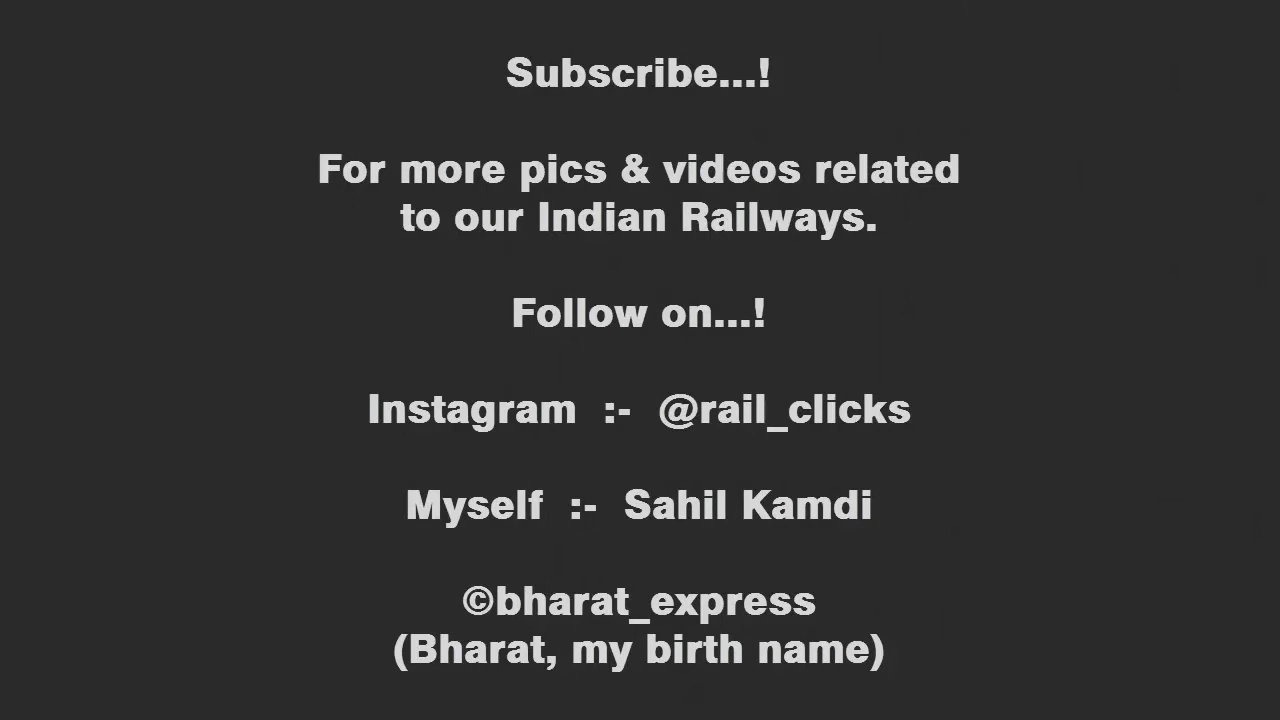 Subscribe...!
For more pics & videos related
to our Indian Railways.
Follow on...!
Instagram  :-  @rail_clicks
Myself  :-  Sahil Kamdi
©bharat_express
(Bharat, my birth name)